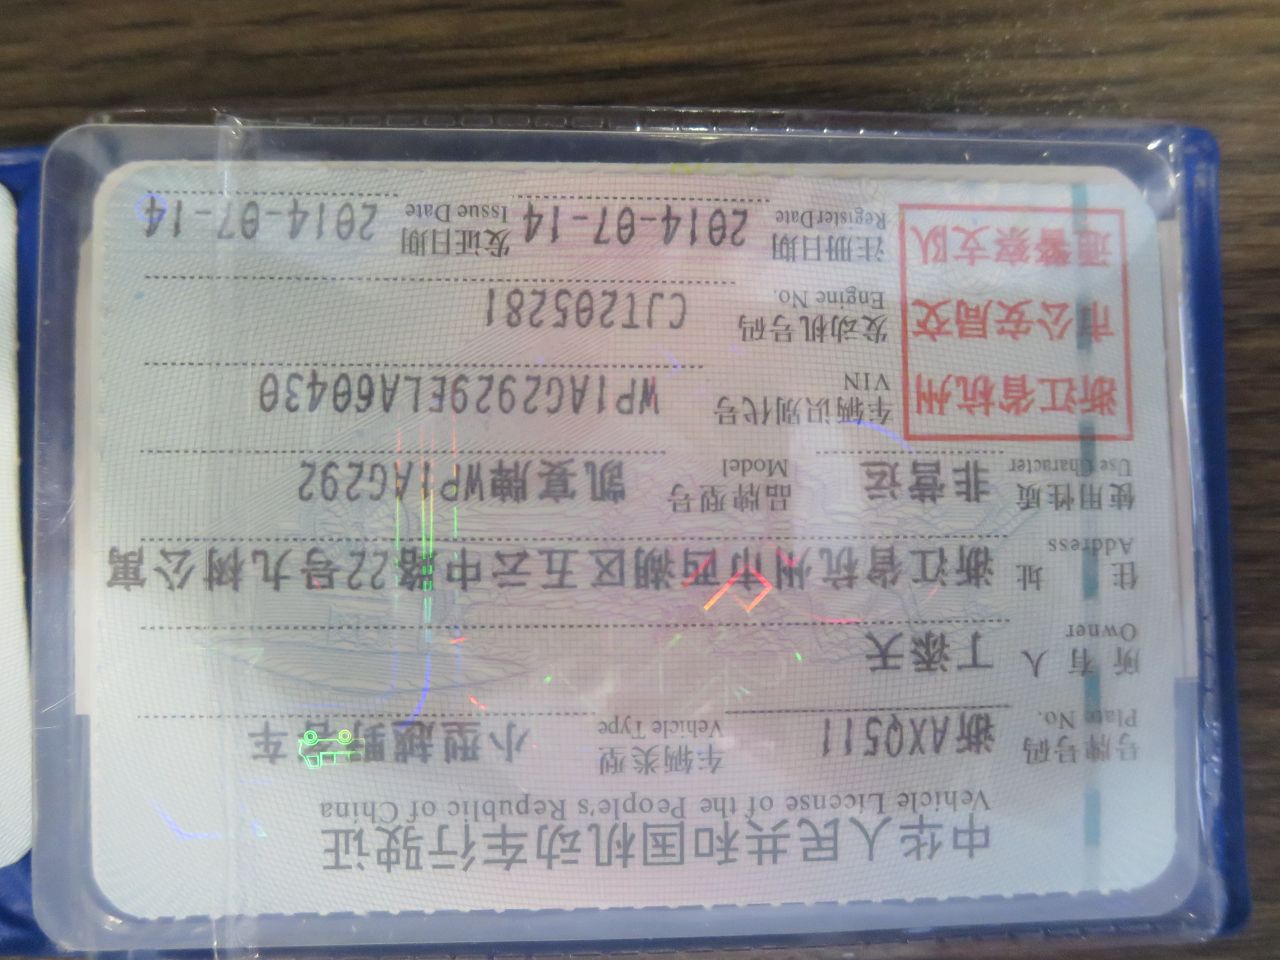 中华人民共和国机动车行驶证
Vehicle License of the People's Republic of China
号牌号码 浙AXQ511 车辆类型 小型越野客车
Plate No. Vehicle Type
所有人 丁添天
Owner
住址 浙江省杭州市西湖区五云中路22号九树公寓
Address
使用性质 非营运 品牌型号 凯宴牌WP1AG292
Use Character Model
浙江省杭州
市公安局交
通警察支队
车辆识别代号 WP1AG2929ELA60430
VIN
发动机号码 CJT205281
Engine No.
注册日期 2014-07-14 发证日期 2014-07-14
Register Date Issue Date